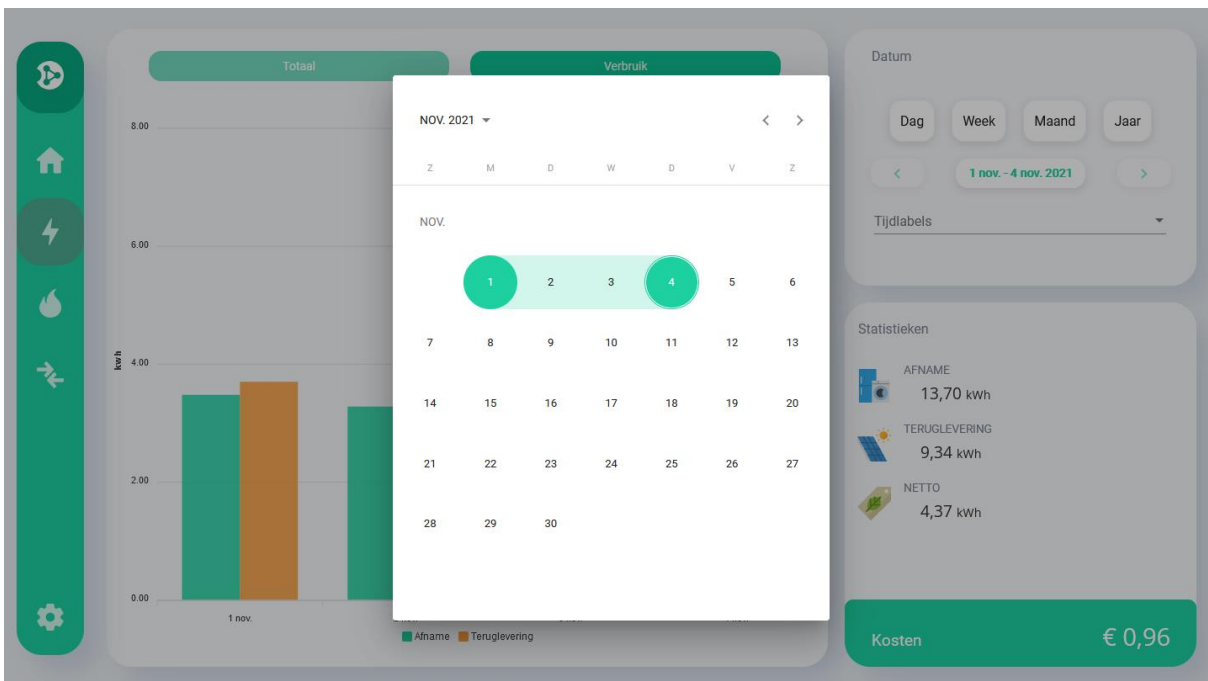 Totaal
Verbruik
8.00
6.00
4.00
2.00
0.00
kwh
1 nov.
Afname
Teruglevering
NOV. 2021
Z M D W D V Z
NOV.
1 2 3 4 5 6
7 8 9 10 11 12 13
14 15 16 17 18 19 20
21 22 23 24 25 26 27
28 29 30
Datum
Dag Week Maand Jaar
1 nov. - 4 nov. 2021
Tijdlabels
Statistieken
AFNAME
13,70 kWh
TERUGLEVERING
9,34 kWh
NETTO
4,37 kWh
Kosten € 0,96